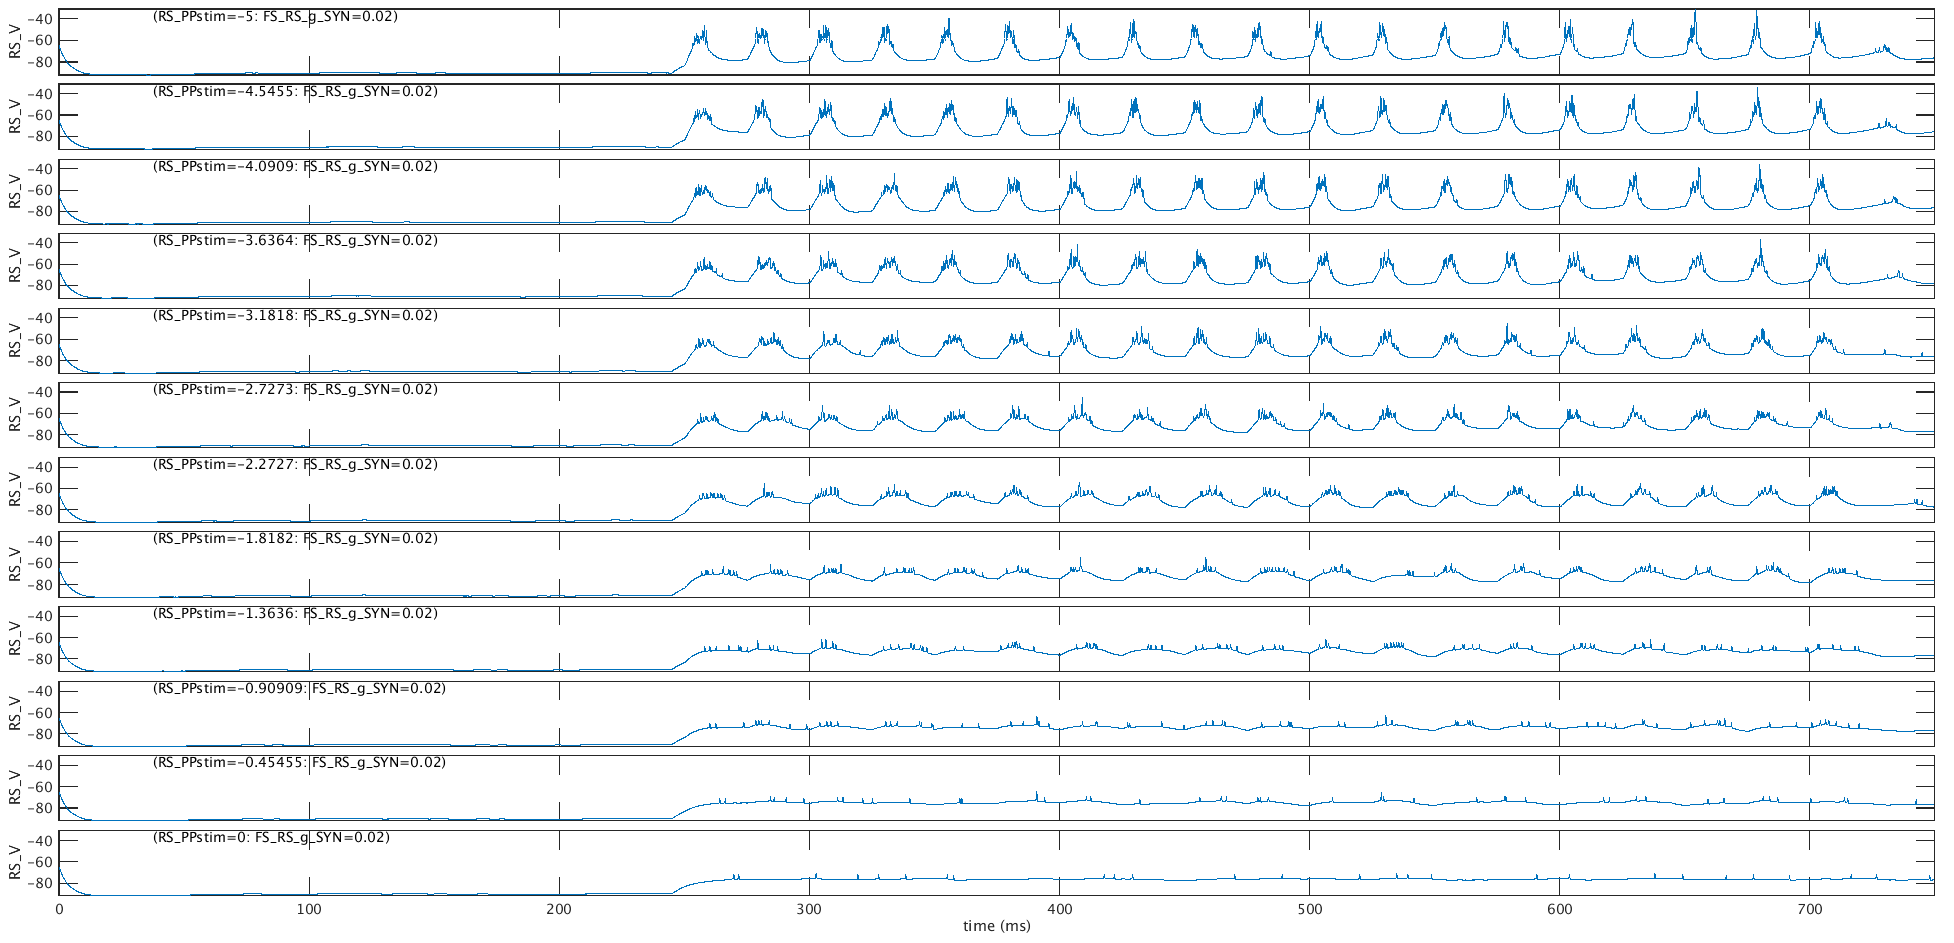 (RS_PPstim=-5: FS_RS_g_SYN=0.02)
RS_V
-40
-60
-80
(RS_PPstim=-4.5455: FS_RS_g_SYN=0.02)
RS_V
-40
-60
-80
(RS_PPstim=-4.0909: FS_RS_g_SYN=0.02)
RS_V
-40
-60
-80
(RS_PPstim=-3.6364: FS_RS_g_SYN=0.02)
RS_V
-40
-60
-80
(RS_PPstim=-3.1818: FS_RS_g_SYN=0.02)
RS_V
-40
-60
-80
(RS_PPstim=-2.7273: FS_RS_g_SYN=0.02)
RS_V
-40
-60
-80
(RS_PPstim=-2.2727: FS_RS_g_SYN=0.02)
RS_V
-40
-60
-80
(RS_PPstim=-1.8182: FS_RS_g_SYN=0.02)
RS_V
-40
-60
-80
(RS_PPstim=-1.3636: FS_RS_g_SYN=0.02)
RS_V
-40
-60
-80
(RS_PPstim=-0.90909: FS_RS_g_SYN=0.02)
RS_V
-40
-60
-80
(RS_PPstim=-0.45455: FS_RS_g_SYN=0.02)
RS_V
-40
-60
-80
(RS_PPstim=0: FS_RS_g_SYN=0.02)
RS_V
-40
-60
-80
0 100 200 300 400 500 600 700
time (ms)